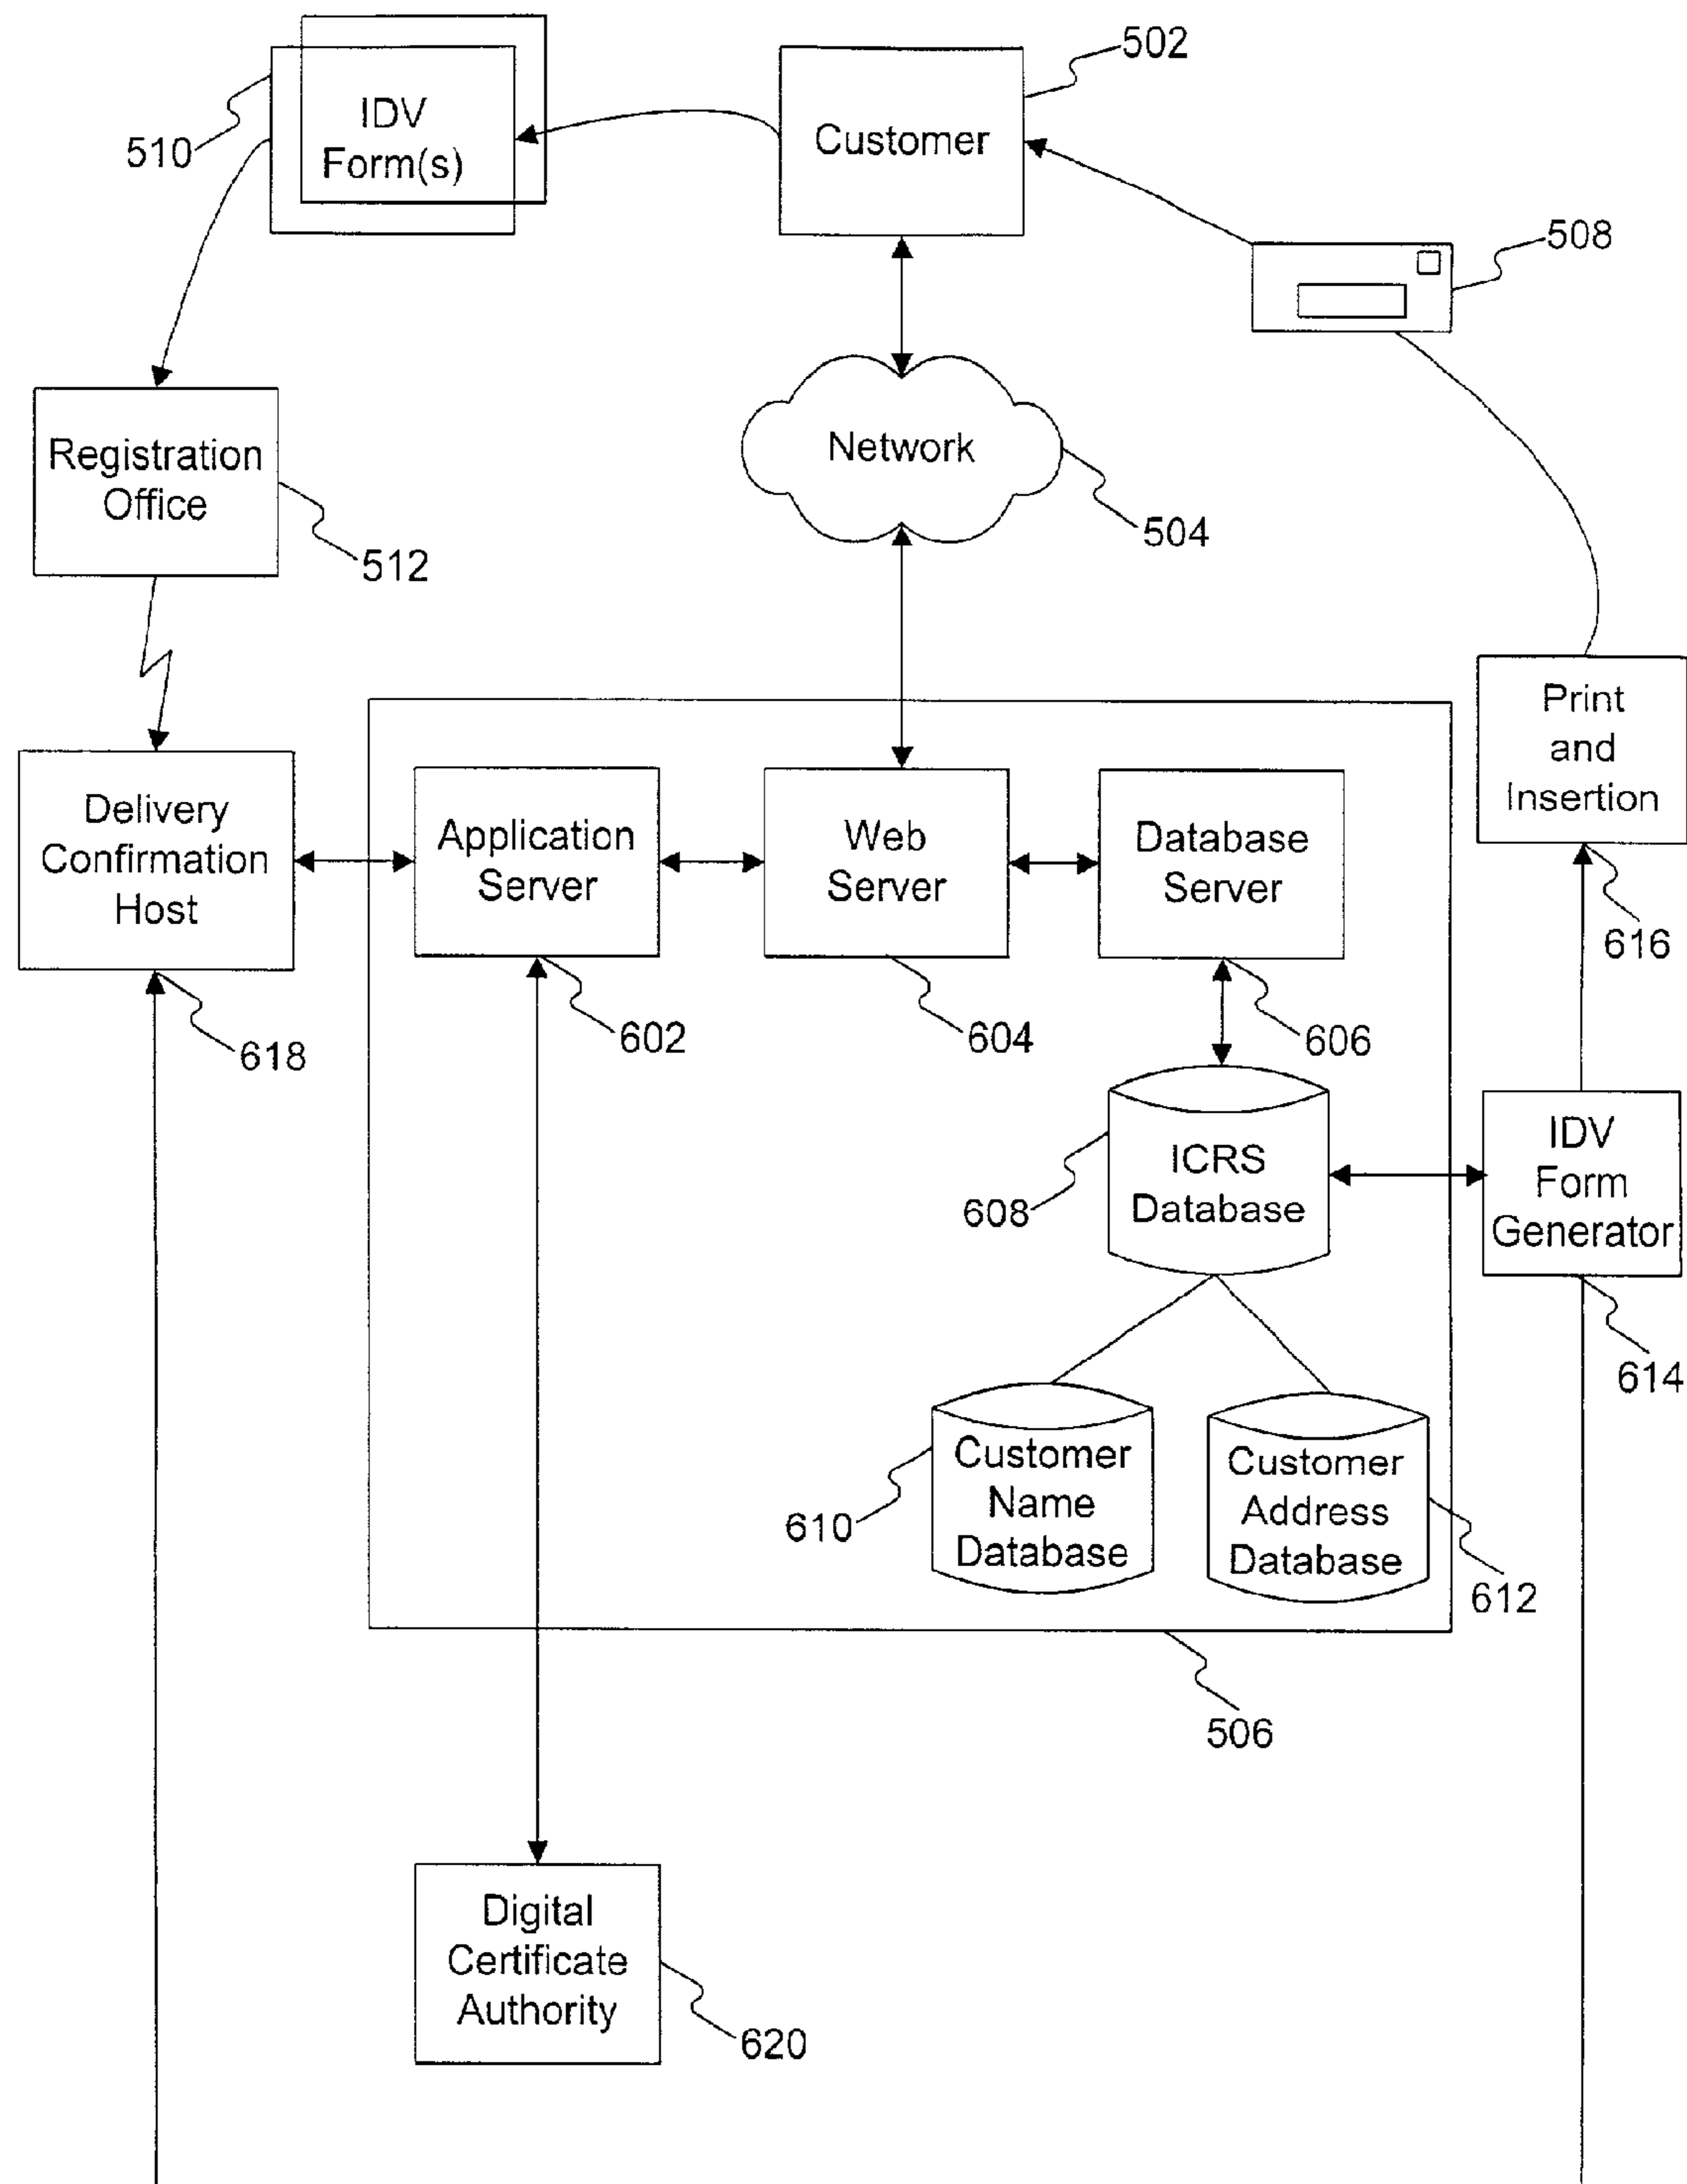 502
IDV
Form(s)
510
Customer
508
Network
504
Registration
Office
512
Print
and
Insertion
616
Delivery
Confirmation
Host
618
Application
Server
602
Web
Server
604
Database
Server
606
ICRS
Database
608
IDV
Form
Generator
614
Customer
Name
Database
610
Customer
Address
Database
612
506
Digital
Certificate
Authority
620